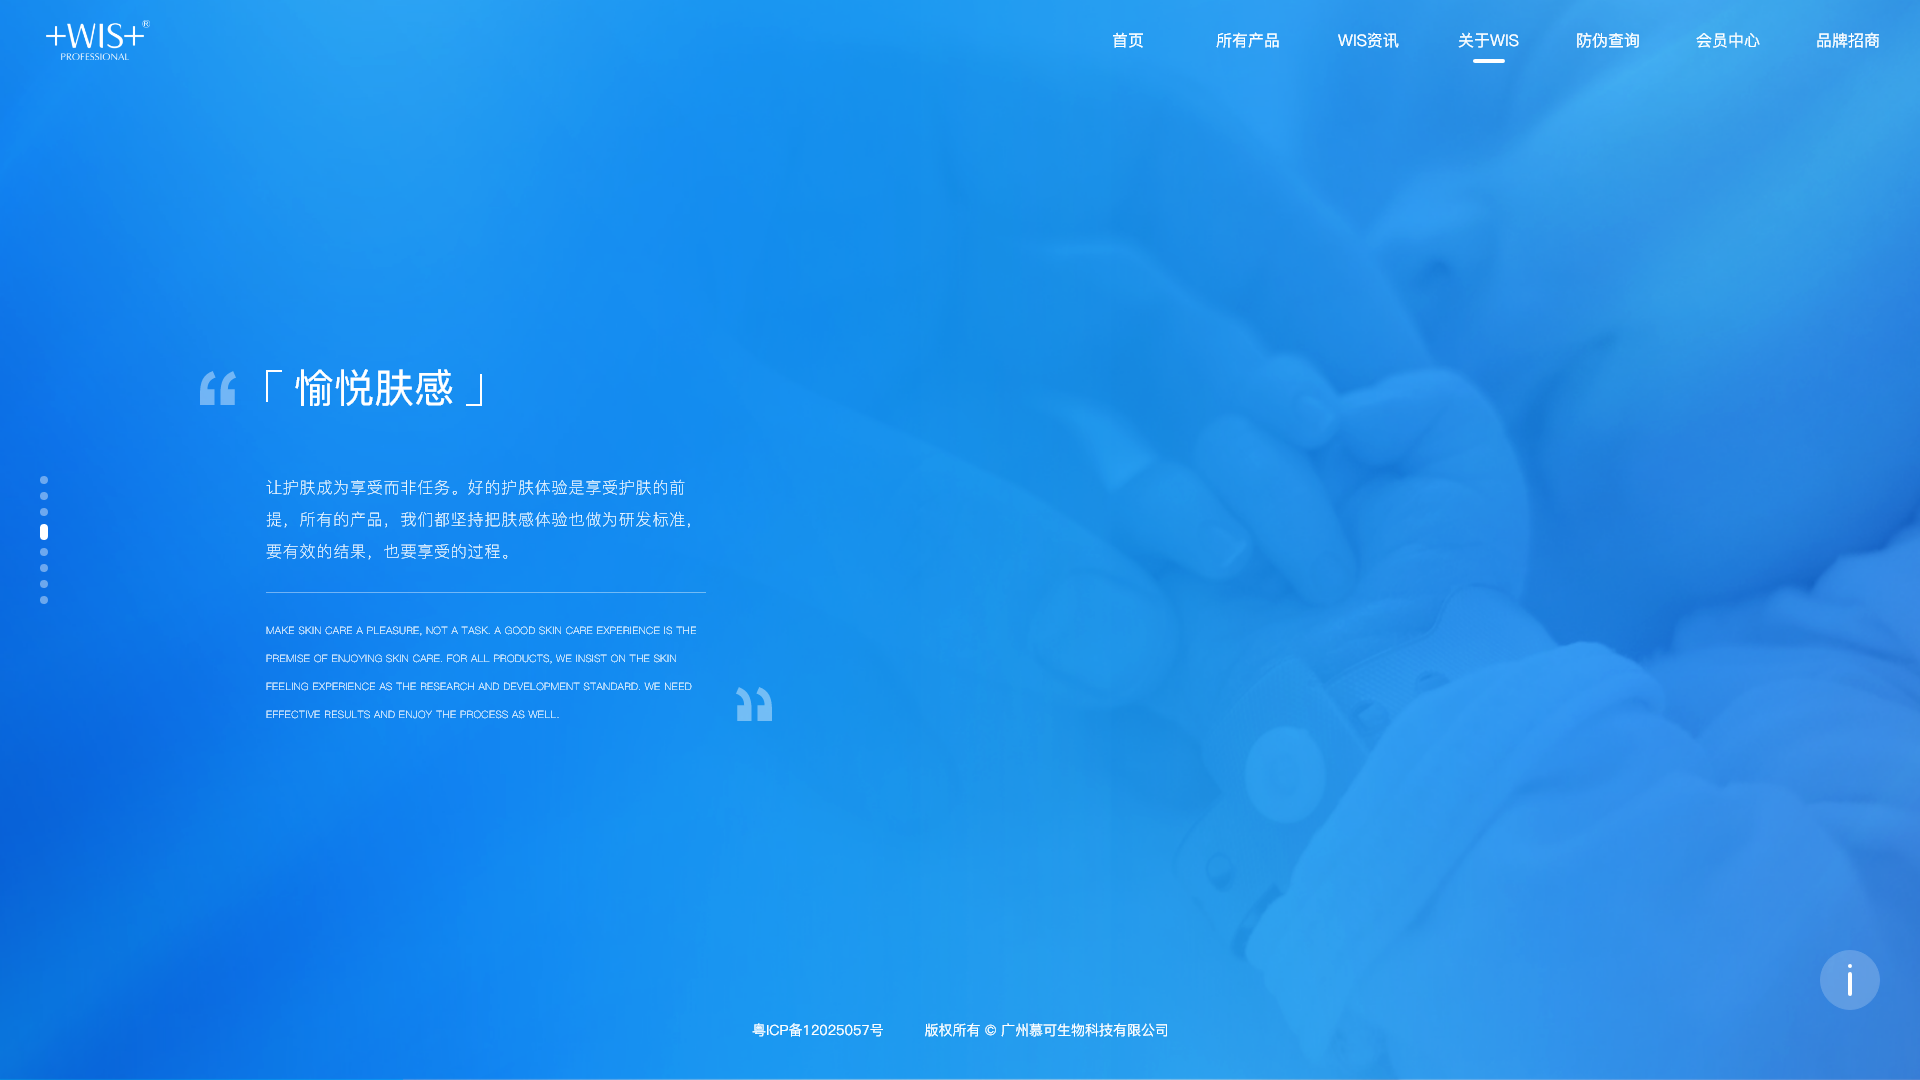 +WIS+®
PROFESSIONAL
首页
所有产品
WIS资讯
关于WIS
防伪查询
会员中心
品牌招商
“「 愉悦肤感 」
让护肤成为享受而非任务。好的护肤体验是享受护肤的前
提，所有的产品，我们都坚持把肤感体验也做为研发标准，
要有效的结果，也要享受的过程。
MAKE SKIN CARE A PLEASURE, NOT A TASK. A GOOD SKIN CARE EXPERIENCE IS THE
PREMISE OF ENJOYING SKIN CARE. FOR ALL PRODUCTS, WE INSIST ON THE SKIN
FEELING EXPERIENCE AS THE RESEARCH AND DEVELOPMENT STANDARD. WE NEED
EFFECTIVE RESULTS AND ENJOY THE PROCESS AS WELL.
”
粤ICP备12025057号
版权所有 © 广州慕可生物科技有限公司